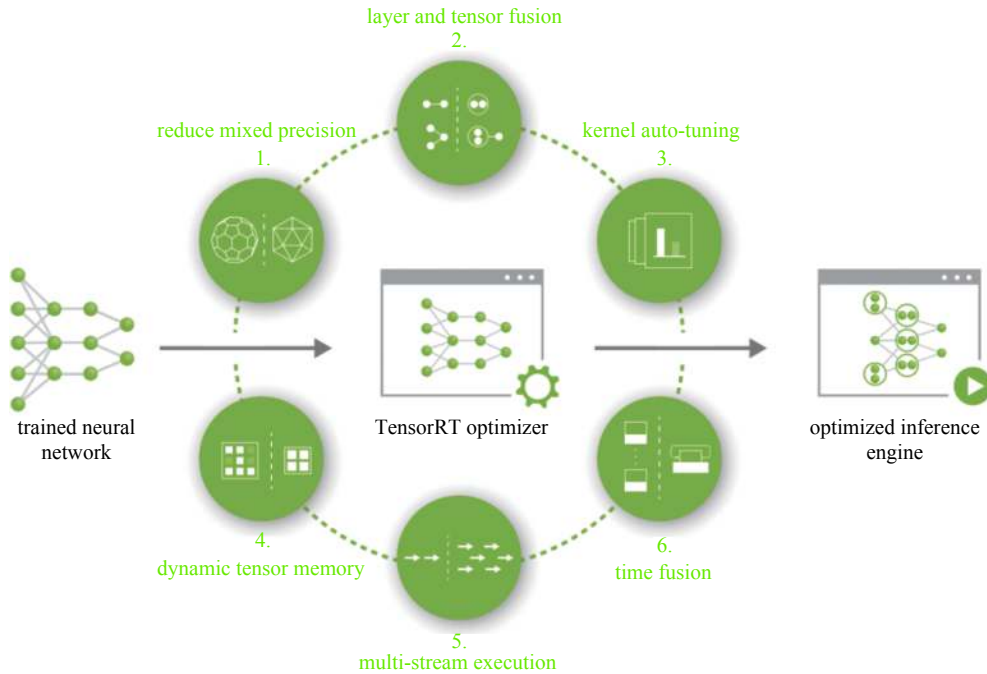 layer and tensor fusion
2.
reduce mixed precision
1.
kernel auto-tuning
3.
trained neural
network
TensorRT optimizer
optimized inference
engine
4.
dynamic tensor memory
5.
multi-stream execution
6.
time fusion